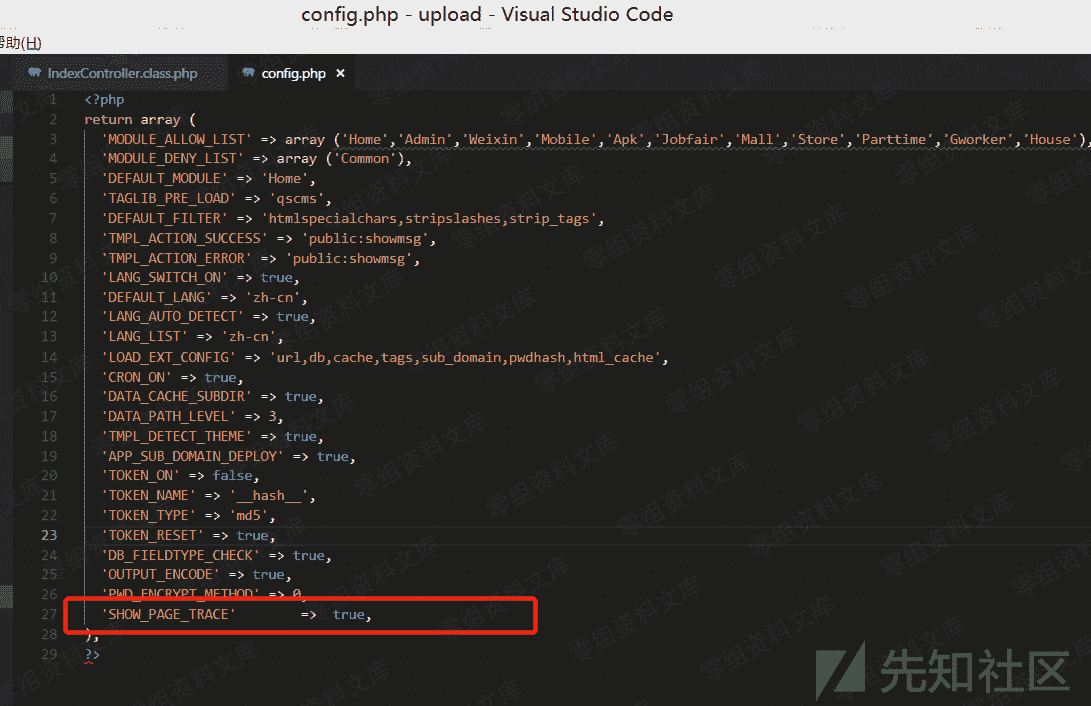 config.php - upload - Visual Studio Code
帮助(H)
IndexController.class.php
config.php ×
1 <?php
2 return array (
3 'MODULE_ALLOW_LIST' => array ('Home','Admin','Weixin','Mobile','Apk','Jobfair','Mall','Store','Parttime','Gworker','House'),
4 'MODULE_DENY_LIST' => array ('Common'),
5 'DEFAULT_MODULE' => 'Home',
6 'TAGLIB_PRE_LOAD' => 'qscms',
7 'DEFAULT_FILTER' => 'htmlspecialchars,stripslashes,strip_tags',
8 'TMPL_ACTION_SUCCESS' => 'public:showmsg',
9 'TMPL_ACTION_ERROR' => 'public:showmsg',
10 'LANG_SWITCH_ON' => true,
11 'DEFAULT_LANG' => 'zh-cn',
12 'LANG_AUTO_DETECT' => true,
13 'LANG_LIST' => 'zh-cn',
14 'LOAD_EXT_CONFIG' => 'url,db,cache,tags,sub_domain,pwdhash,html_cache',
15 'CRON_ON' => true,
16 'DATA_CACHE_SUBDIR' => true,
17 'DATA_PATH_LEVEL' => 3,
18 'TMPL_DETECT_THEME' => true,
19 'APP_SUB_DOMAIN_DEPLOY' => true,
20 'TOKEN_ON' => false,
21 'TOKEN_NAME' => '__hash__',
22 'TOKEN_TYPE' => 'md5',
23 'TOKEN_RESET' => true,
24 'DB_FIELDTYPE_CHECK' => true,
25 'OUTPUT_ENCODE' => true,
26 'PWD_ENCRYPT_METHOD' => 0,
27 'SHOW_PAGE_TRACE' => true,
28 );
29 ?>
零组资料文库
先知社区